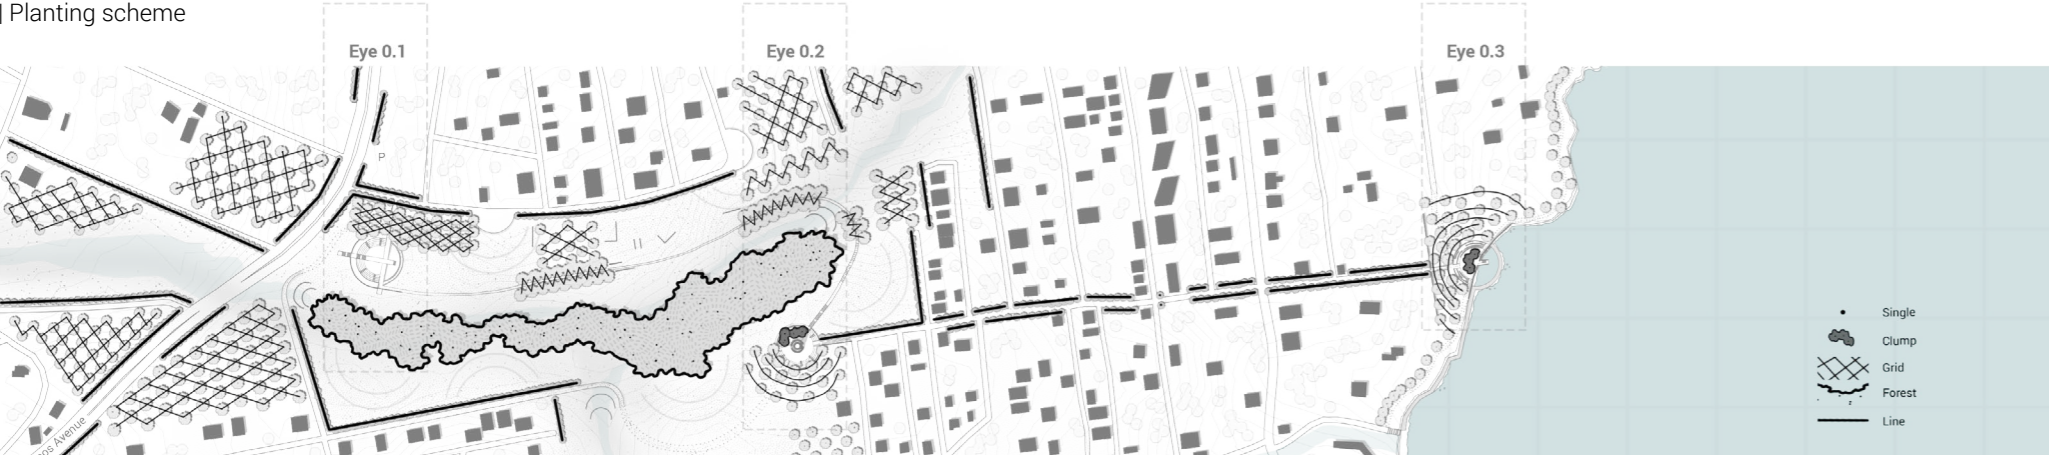 Planting scheme
Eye 0.1
Eye 0.2
Eye 0.3
P
Single
Clump
Grid
Forest
Line
Avenue